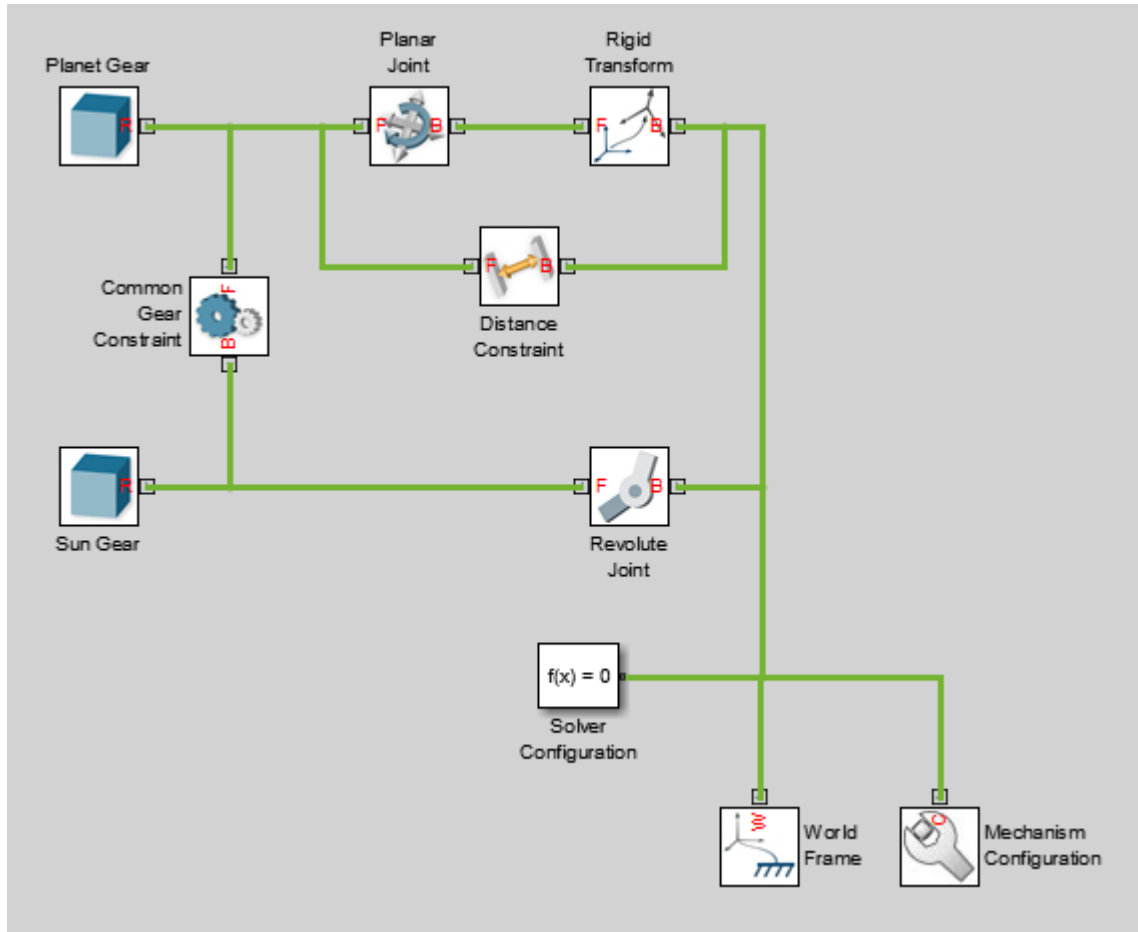 Planet Gear
Planar
Joint
Rigid
Transform
R
P
B
F
B
F
B
Common
Gear
Constraint
F
B
Distance
Constraint
R
F
B
Sun Gear
Revolute
Joint
f(x) = 0
Solver
Configuration
W
World
Frame
C
Mechanism
Configuration